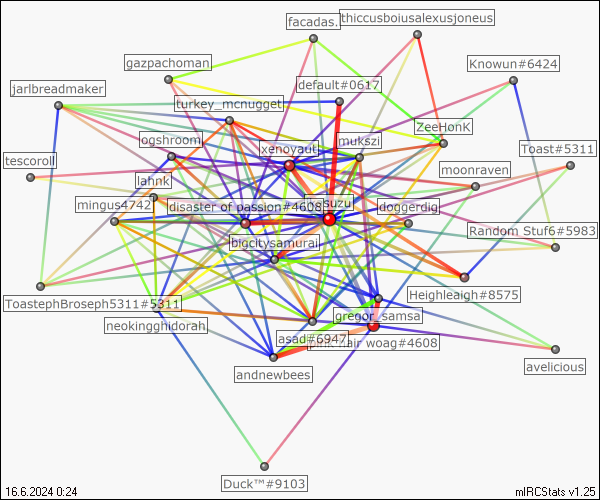 facadas.
thiccusboiusalexusjoneus
gazpachoman
Knowun#6424
jarlbreadmaker
default#0617
turkey_mcnugget
ZeeHonK
ogshroom
mukszi
xenoyaut
Toast#5311
tescoroll
moonraven
lahnk
mingus4742
disaster of passion#4608
doggerdig
Random Stuf6#5983
bigcitysamurai
Heighleaigh#8575
ToastephBroseph5311#5311
gregor_samsa
neokingghidorah
asad#6947
hair woag#4608
avelicious
andnewbees
Duck™#9103
16.6.2024 0:24
mIRCStats v1.25